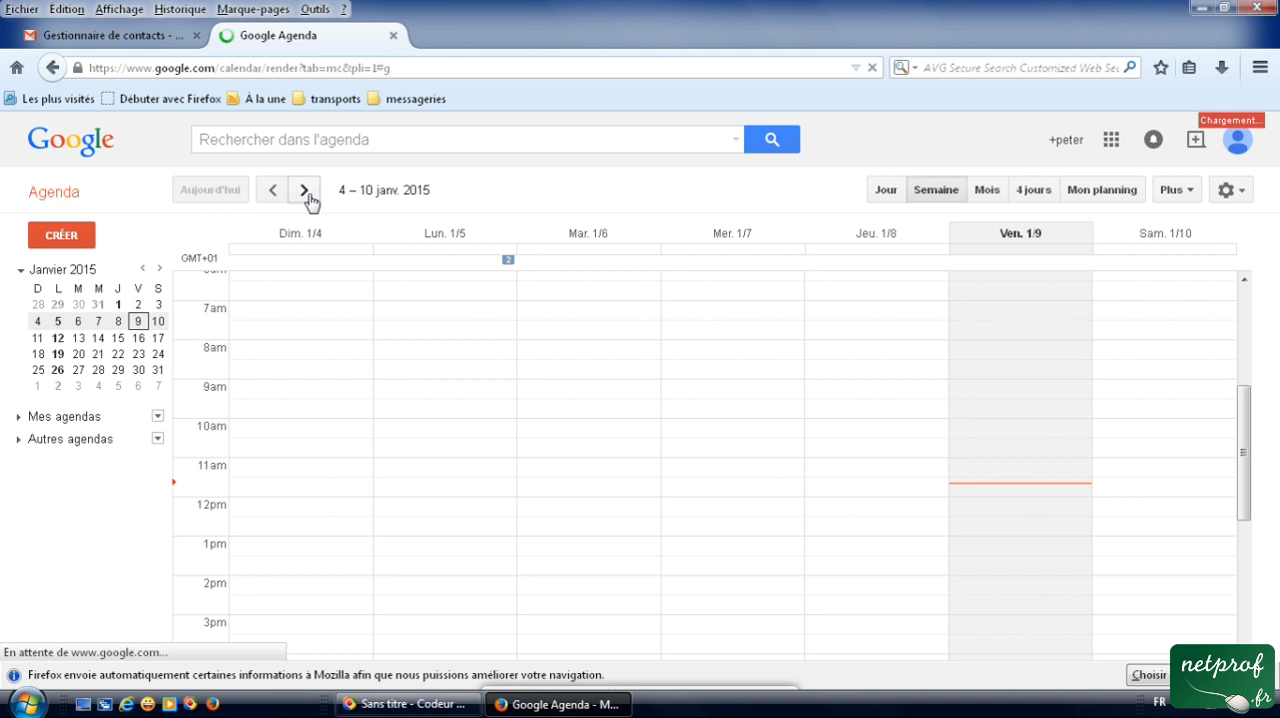 Fichier Édition Affichage Historique Marque-pages Outils ?
Gestionnaire de contacts - ... × Google Agenda ×
https://www.google.com/calendar/render?tab=mc&pli=1#g AVG Secure Search Customized Web Sea
Les plus visités Débuter avec Firefox À la une transports messageries
Chargement...
Google Rechercher dans l'agenda +peter
Agenda Aujourd'hui < > 4 – 10 janv. 2015 Jour Semaine Mois 4 jours Mon planning Plus
CRÉER
Dim. 1/4 Lun. 1/5 Mar. 1/6 Mer. 1/7 Jeu. 1/8 Ven. 1/9 Sam. 1/10
GMT+01 2
Janvier 2015 < >
D L M M J V S
28 29 30 31 1 2 3
4 5 6 7 8 9 10
11 12 13 14 15 16 17
18 19 20 21 22 23 24
25 26 27 28 29 30 31
1 2 3 4 5 6 7
Mes agendas
Autres agendas
7am
8am
9am
10am
11am
12pm
1pm
2pm
3pm
En attente de www.google.com...
Firefox envoie automatiquement certaines informations à Mozilla afin que nous puissions améliorer votre navigation. Choisir
netprof
.fr
Sans titre - Codeur ... Google Agenda - M... FR